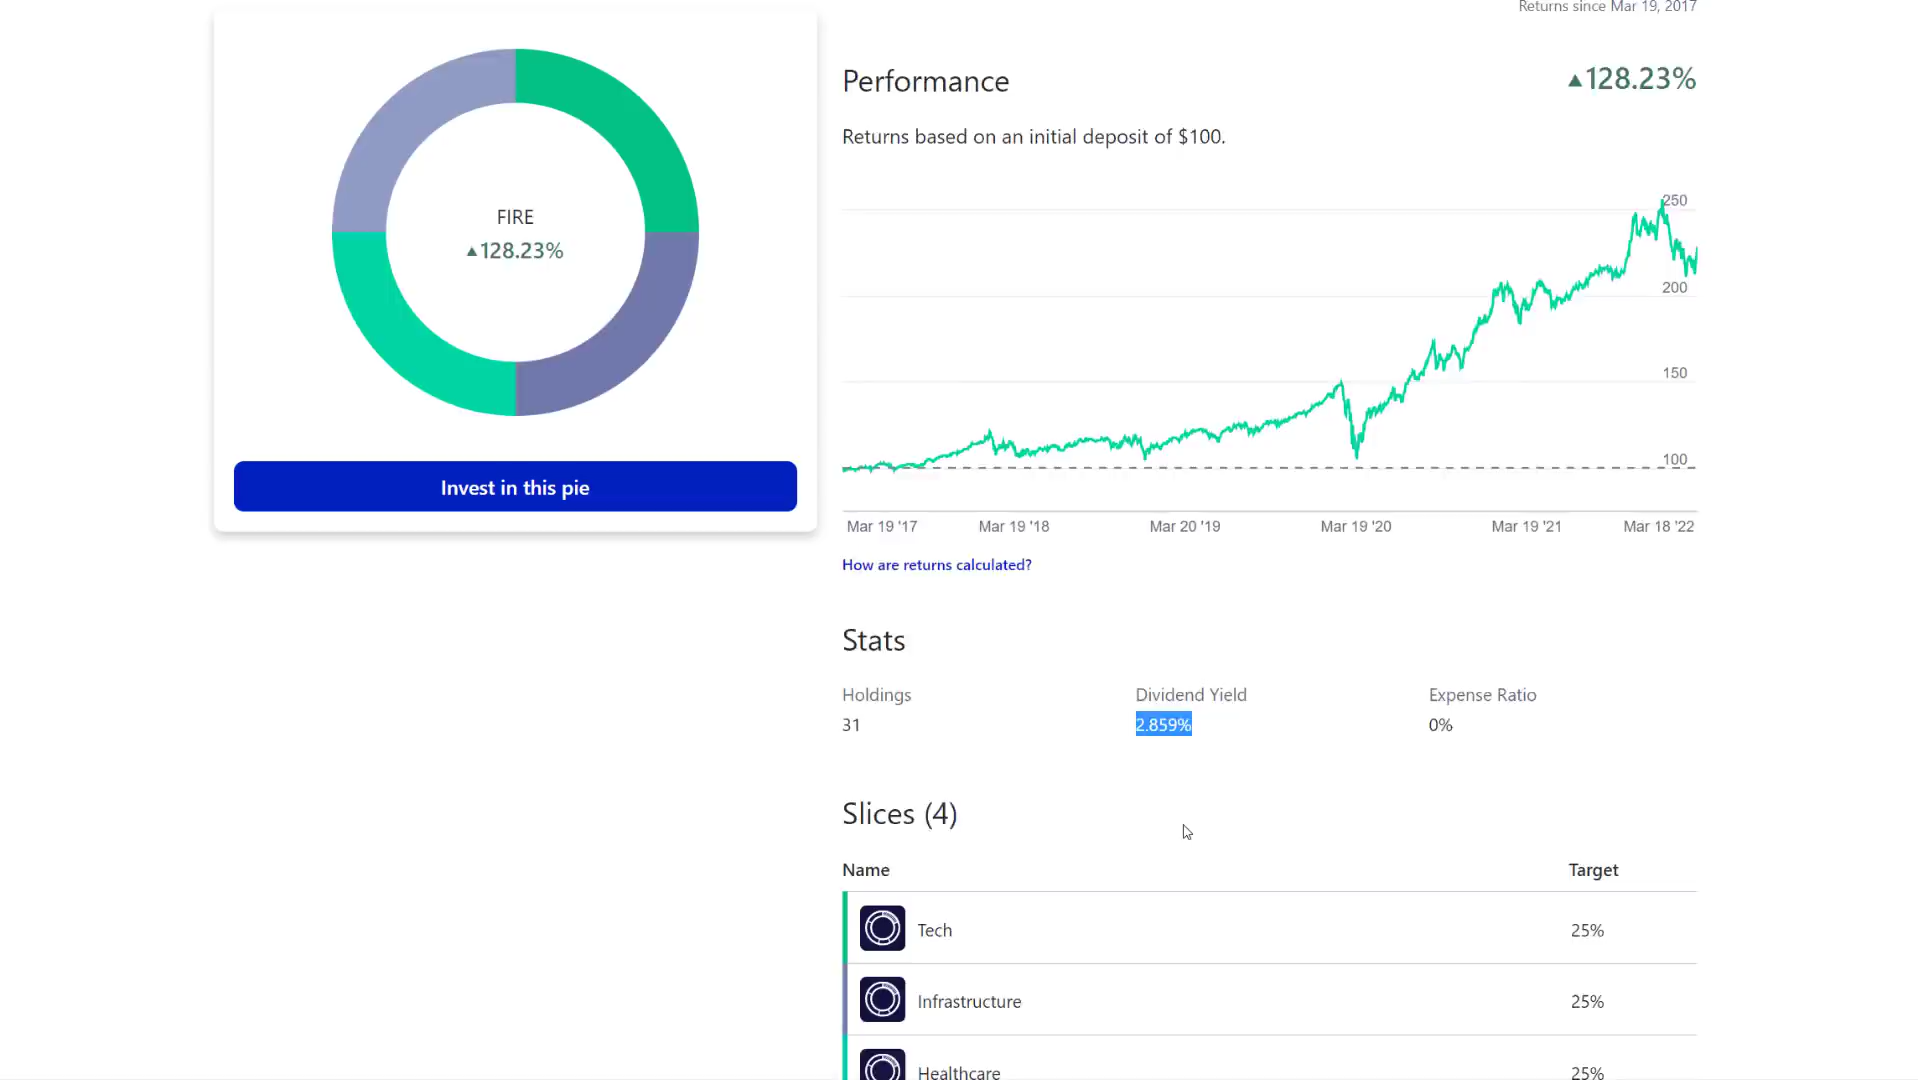 Returns since Mar 19, 2017
FIRE
▲128.23%
Invest in this pie
Performance
▲128.23%
Returns based on an initial deposit of $100.
250
200
150
100
Mar 19 '17 Mar 19 '18 Mar 20 '19 Mar 19 '20 Mar 19 '21 Mar 18 '22
How are returns calculated?
Stats
Holdings Dividend Yield Expense Ratio
31 2.859% 0%
Slices (4)
Name Target
Tech 25%
Infrastructure 25%
Healthcare 25%